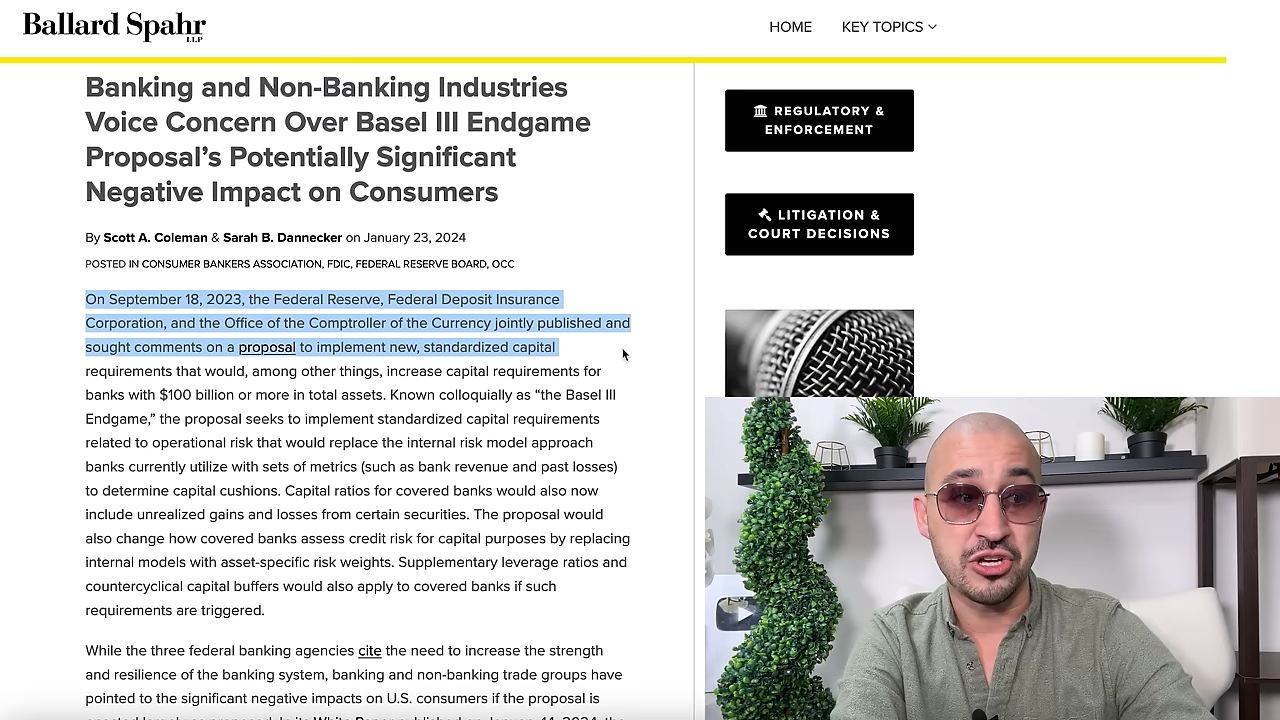 Ballard Spahr
LLP
HOME
KEY TOPICS
Banking and Non-Banking Industries
Voice Concern Over Basel III Endgame
Proposal’s Potentially Significant
Negative Impact on Consumers
By Scott A. Coleman & Sarah B. Dannecker on January 23, 2024
POSTED IN CONSUMER BANKERS ASSOCIATION, FDIC, FEDERAL RESERVE BOARD, OCC
On September 18, 2023, the Federal Reserve, Federal Deposit Insurance
Corporation, and the Office of the Comptroller of the Currency jointly published and
sought comments on a proposal to implement new, standardized capital
requirements that would, among other things, increase capital requirements for
banks with $100 billion or more in total assets. Known colloquially as “the Basel III
Endgame,” the proposal seeks to implement standardized capital requirements
related to operational risk that would replace the internal risk model approach
banks currently utilize with sets of metrics (such as bank revenue and past losses)
to determine capital cushions. Capital ratios for covered banks would also now
include unrealized gains and losses from certain securities. The proposal would
also change how covered banks assess credit risk for capital purposes by replacing
internal models with asset-specific risk weights. Supplementary leverage ratios and
countercyclical capital buffers would also apply to covered banks if such
requirements are triggered.
While the three federal banking agencies cite the need to increase the strength
and resilience of the banking system, banking and non-banking trade groups have
pointed to the significant negative impacts on U.S. consumers if the proposal is
REGULATORY &
ENFORCEMENT
LITIGATION &
COURT DECISIONS